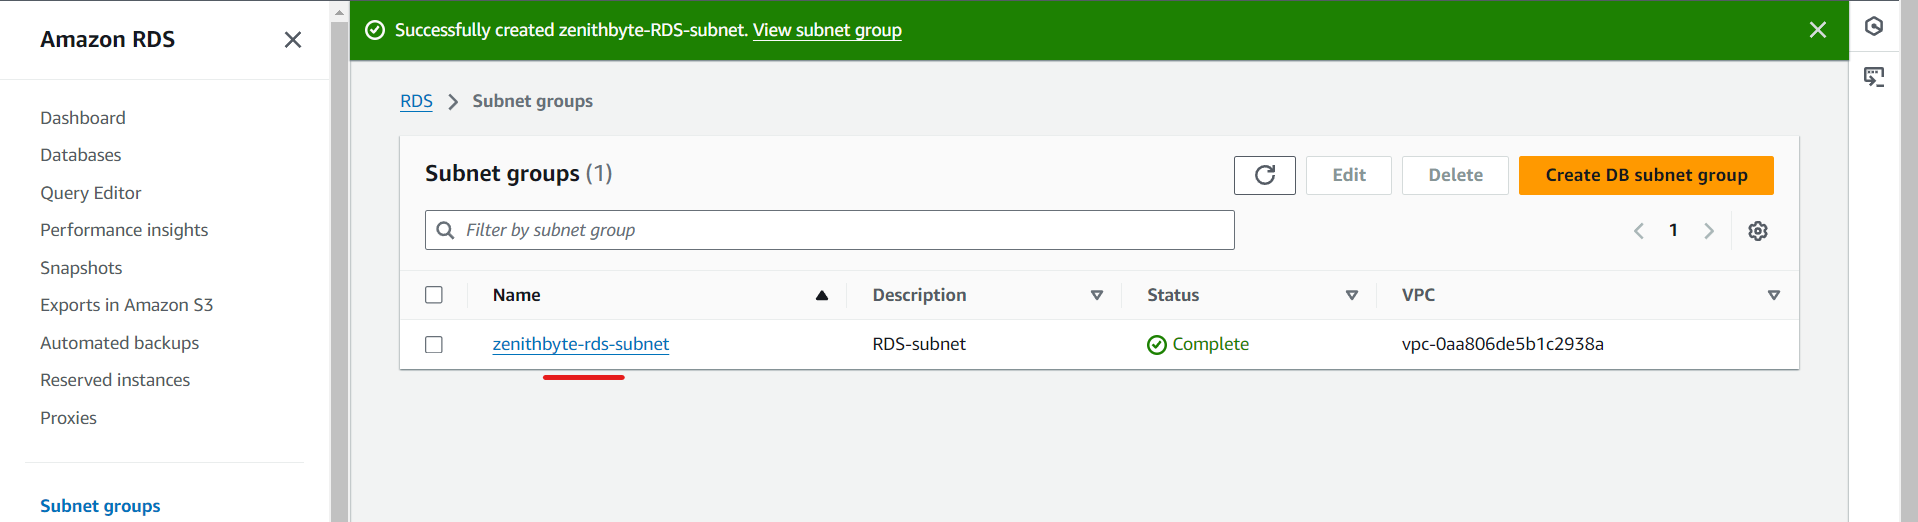 Amazon RDS
Dashboard
Databases
Query Editor
Performance insights
Snapshots
Exports in Amazon S3
Automated backups
Reserved instances
Proxies
Subnet groups
Successfully created zenithbyte-RDS-subnet. View subnet group
RDS > Subnet groups
Subnet groups (1)
Edit
Delete
Create DB subnet group
Filter by subnet group
1
Name Description Status VPC
zenithbyte-rds-subnet RDS-subnet Complete vpc-0aa806de5b1c2938a